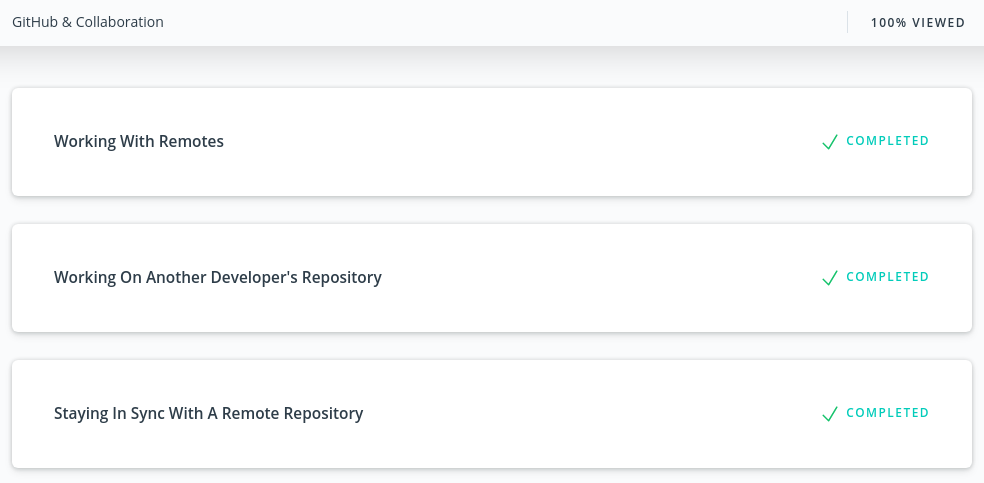 GitHub & Collaboration
100% VIEWED
Working With Remotes
COMPLETED
Working On Another Developer's Repository
COMPLETED
Staying In Sync With A Remote Repository
COMPLETED